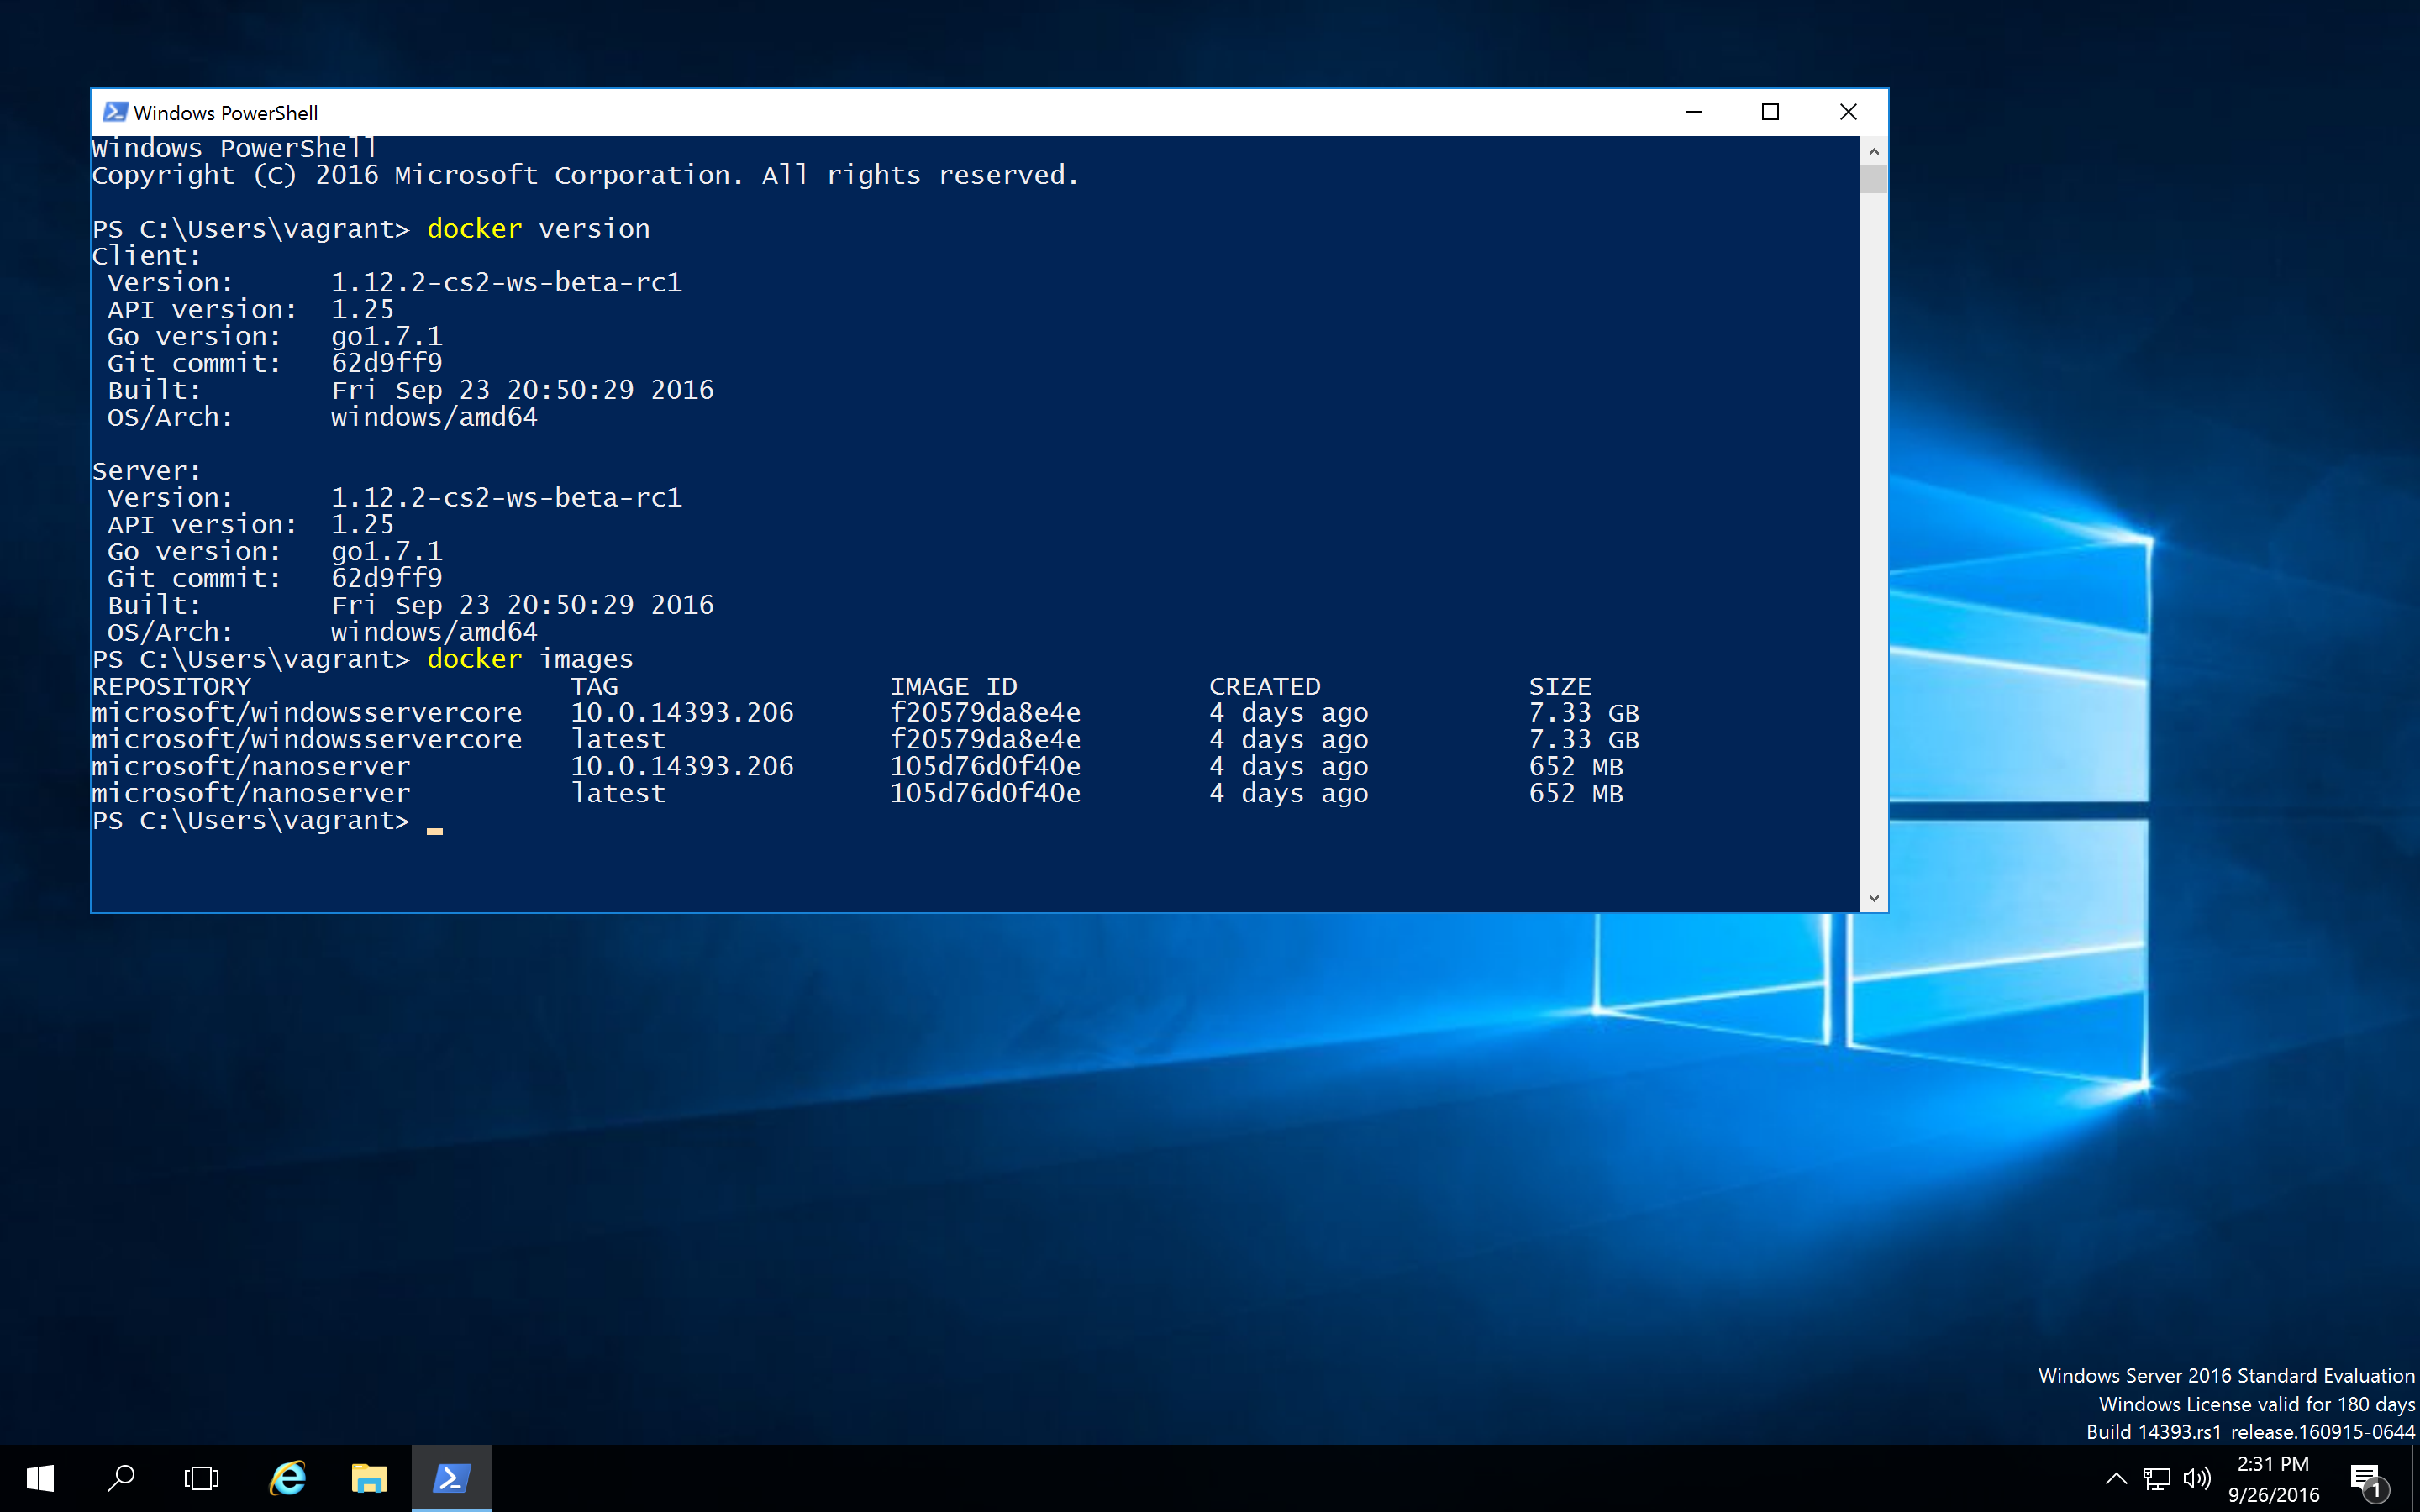 Windows PowerShell
Windows PowerShell
Copyright (C) 2016 Microsoft Corporation. All rights reserved.
PS C:\Users\vagrant> docker version
Client:
Version: 1.12.2-cs2-ws-beta-rc1
API version: 1.25
Go version: go1.7.1
Git commit: 62d9ff9
Built: Fri Sep 23 20:50:29 2016
OS/Arch: windows/amd64
Server:
Version: 1.12.2-cs2-ws-beta-rc1
API version: 1.25
Go version: go1.7.1
Git commit: 62d9ff9
Built: Fri Sep 23 20:50:29 2016
OS/Arch: windows/amd64
PS C:\Users\vagrant> docker images
REPOSITORY TAG IMAGE ID CREATED SIZE
microsoft/windowsservercore 10.0.14393.206 f20579da8e4e 4 days ago 7.33 GB
microsoft/windowsservercore latest f20579da8e4e 4 days ago 7.33 GB
microsoft/nanoserver 10.0.14393.206 105d76d0f40e 4 days ago 652 MB
microsoft/nanoserver latest 105d76d0f40e 4 days ago 652 MB
PS C:\Users\vagrant> _
Windows Server 2016 Standard Evaluation
Windows License valid for 180 days
Build 14393.rs1_release.160915-0644
2:31 PM
9/26/2016
1